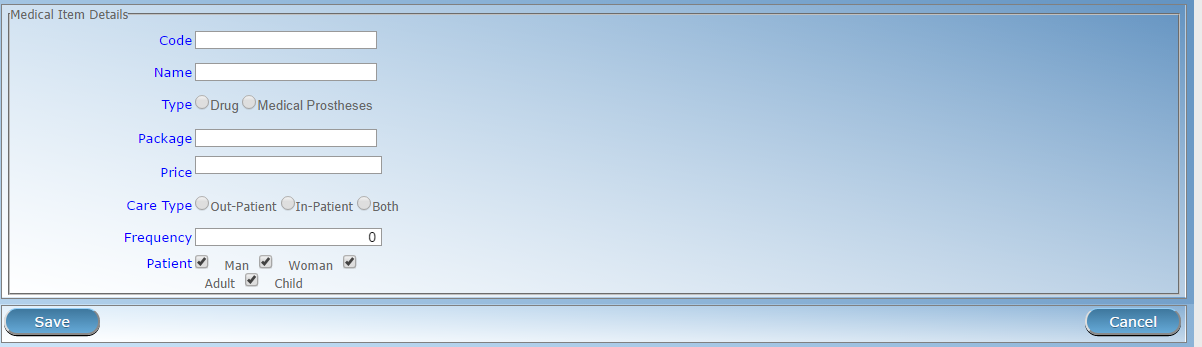 Medical Item Details
Code
Name
Type Drug Medical Prostheses
Package
Price
Care Type Out-Patient In-Patient Both
Frequency 0
Patient Man Woman
Adult Child
Save Cancel